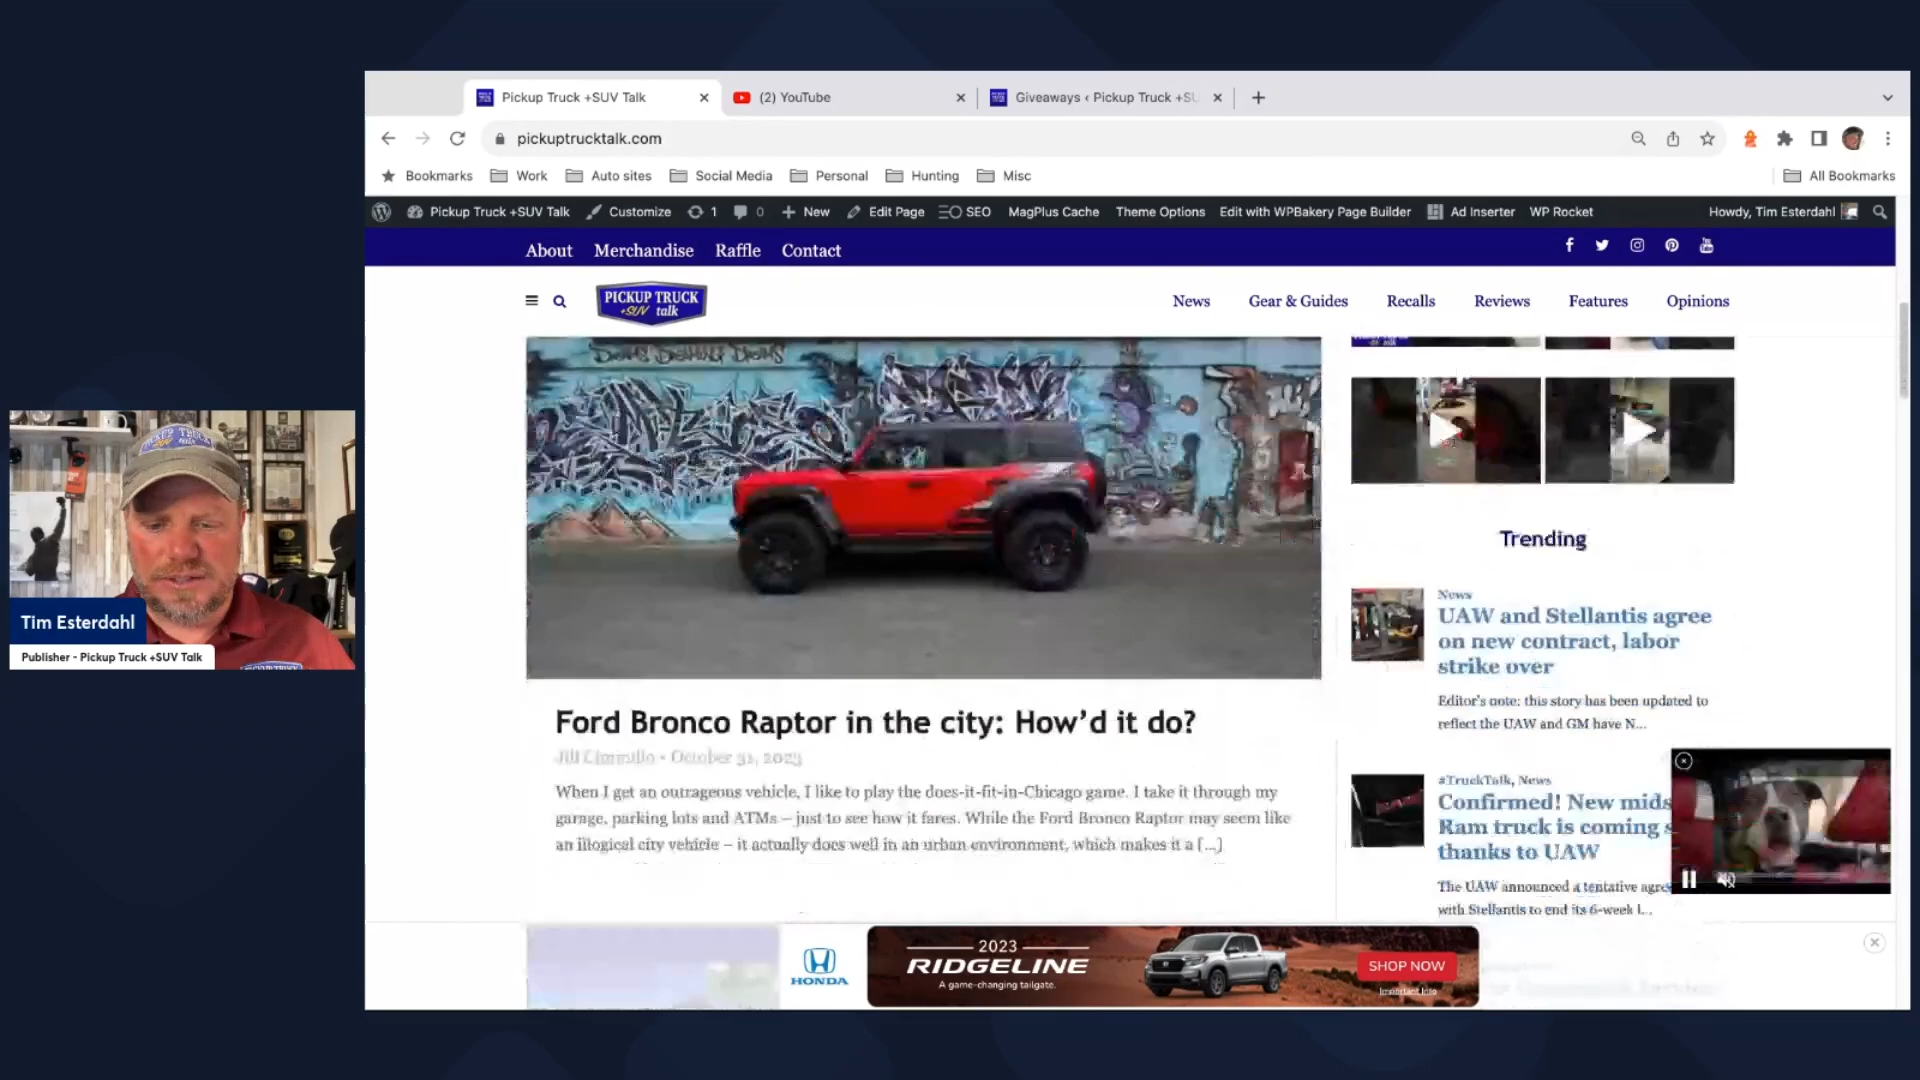 Pickup Truck +SUV Talk
(2) YouTube
Giveaways ‹ Pickup Truck +SU
pickuptrucktalk.com
Bookmarks Work Auto sites Social Media Personal Hunting Misc All Bookmarks
Pickup Truck +SUV Talk Customize 1 0 New Edit Page SEO MagPlus Cache Theme Options Edit with WPBakery Page Builder Ad Inserter WP Rocket Howdy, Tim Esterdahl
About Merchandise Raffle Contact
PICKUP TRUCK
+SUV talk
News Gear & Guides Recalls Reviews Features Opinions
Trending
News
UAW and Stellantis agree
on new contract, labor
strike over
Editor's note: this story has been updated to
reflect the UAW and GM have N...
#TruckTalk, News
Confirmed! New mids
Ram truck is coming s
thanks to UAW
The UAW announced a tentative agre
with Stellantis to end its 6-week l...
Ford Bronco Raptor in the city: How'd it do?
October 31, 2023
When I get an outrageous vehicle, I like to play the does-it-fit-in-Chicago game. I take it through my
garage, parking lots and ATMs – just to see how it fares. While the Ford Bronco Raptor may seem like
an illogical city vehicle – it actually does well in an urban environment, which makes it a [...]
HONDA
2023
RIDGELINE
A game-changing tailgate.
SHOP NOW
Important Info
PICKUP TRUCK
Tim Esterdahl
Publisher - Pickup Truck +SUV Talk